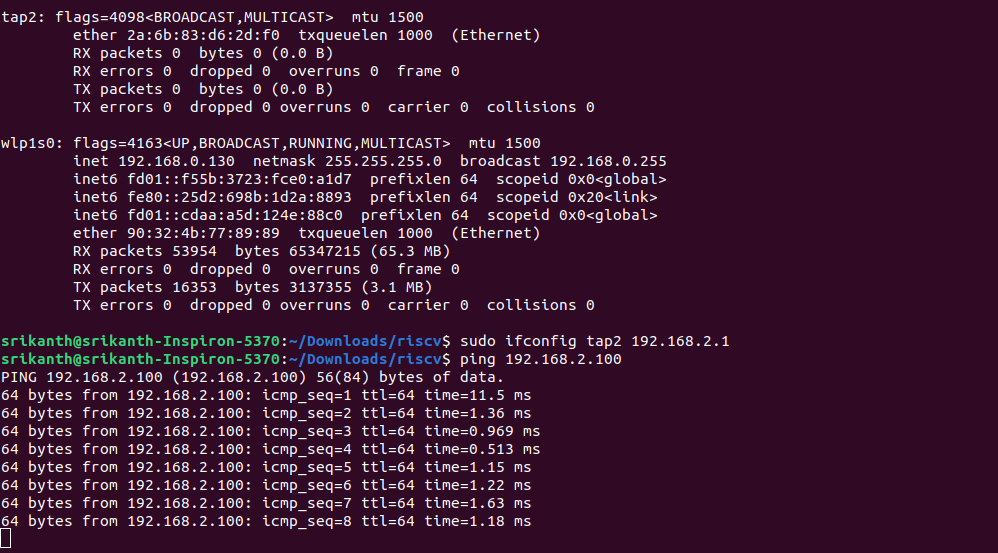 tap2: flags=4098<BROADCAST,MULTICAST>  mtu 1500
        ether 2a:6b:83:d6:2d:f0  txqueuelen 1000  (Ethernet)
        RX packets 0  bytes 0 (0.0 B)
        RX errors 0  dropped 0  overruns 0  frame 0
        TX packets 0  bytes 0 (0.0 B)
        TX errors 0  dropped 0 overruns 0  carrier 0  collisions 0

wlp1s0: flags=4163<UP,BROADCAST,RUNNING,MULTICAST>  mtu 1500
        inet 192.168.0.130  netmask 255.255.255.0  broadcast 192.168.0.255
        inet6 fd01::f55b:3723:fce0:a1d7  prefixlen 64  scopeid 0x0<global>
        inet6 fe80::25d2:698b:1d2a:8893  prefixlen 64  scopeid 0x20<link>
        inet6 fd01::cdaa:a5d:124e:88c0  prefixlen 64  scopeid 0x0<global>
        ether 90:32:4b:77:89:89  txqueuelen 1000  (Ethernet)
        RX packets 53954  bytes 65347215 (65.3 MB)
        RX errors 0  dropped 0  overruns 0  frame 0
        TX packets 16353  bytes 3137355 (3.1 MB)
        TX errors 0  dropped 0 overruns 0  carrier 0  collisions 0

srikanth@srikanth-Inspiron-5370:~/Downloads/riscv$ sudo ifconfig tap2 192.168.2.1
srikanth@srikanth-Inspiron-5370:~/Downloads/riscv$ ping 192.168.2.100
PING 192.168.2.100 (192.168.2.100) 56(84) bytes of data.
64 bytes from 192.168.2.100: icmp_seq=1 ttl=64 time=11.5 ms
64 bytes from 192.168.2.100: icmp_seq=2 ttl=64 time=1.36 ms
64 bytes from 192.168.2.100: icmp_seq=3 ttl=64 time=0.969 ms
64 bytes from 192.168.2.100: icmp_seq=4 ttl=64 time=0.513 ms
64 bytes from 192.168.2.100: icmp_seq=5 ttl=64 time=1.15 ms
64 bytes from 192.168.2.100: icmp_seq=6 ttl=64 time=1.22 ms
64 bytes from 192.168.2.100: icmp_seq=7 ttl=64 time=1.63 ms
64 bytes from 192.168.2.100: icmp_seq=8 ttl=64 time=1.18 ms